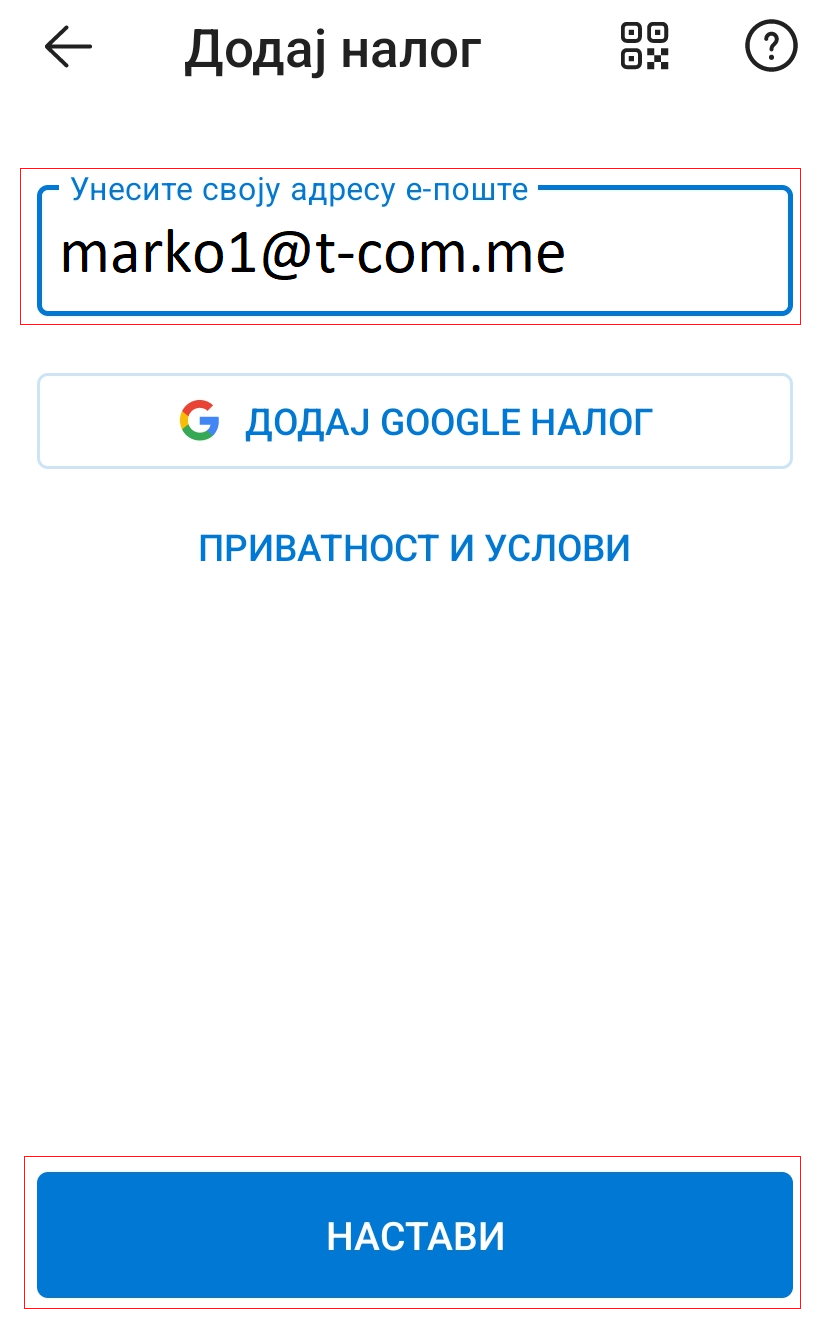 Додај налог
Унесите своју адресу е-поште
marko1@t-com.me
ДОДАЈ GOOGLE НАЛОГ
ПРИВАТНОСТ И УСЛОВИ
НАСТАВИ